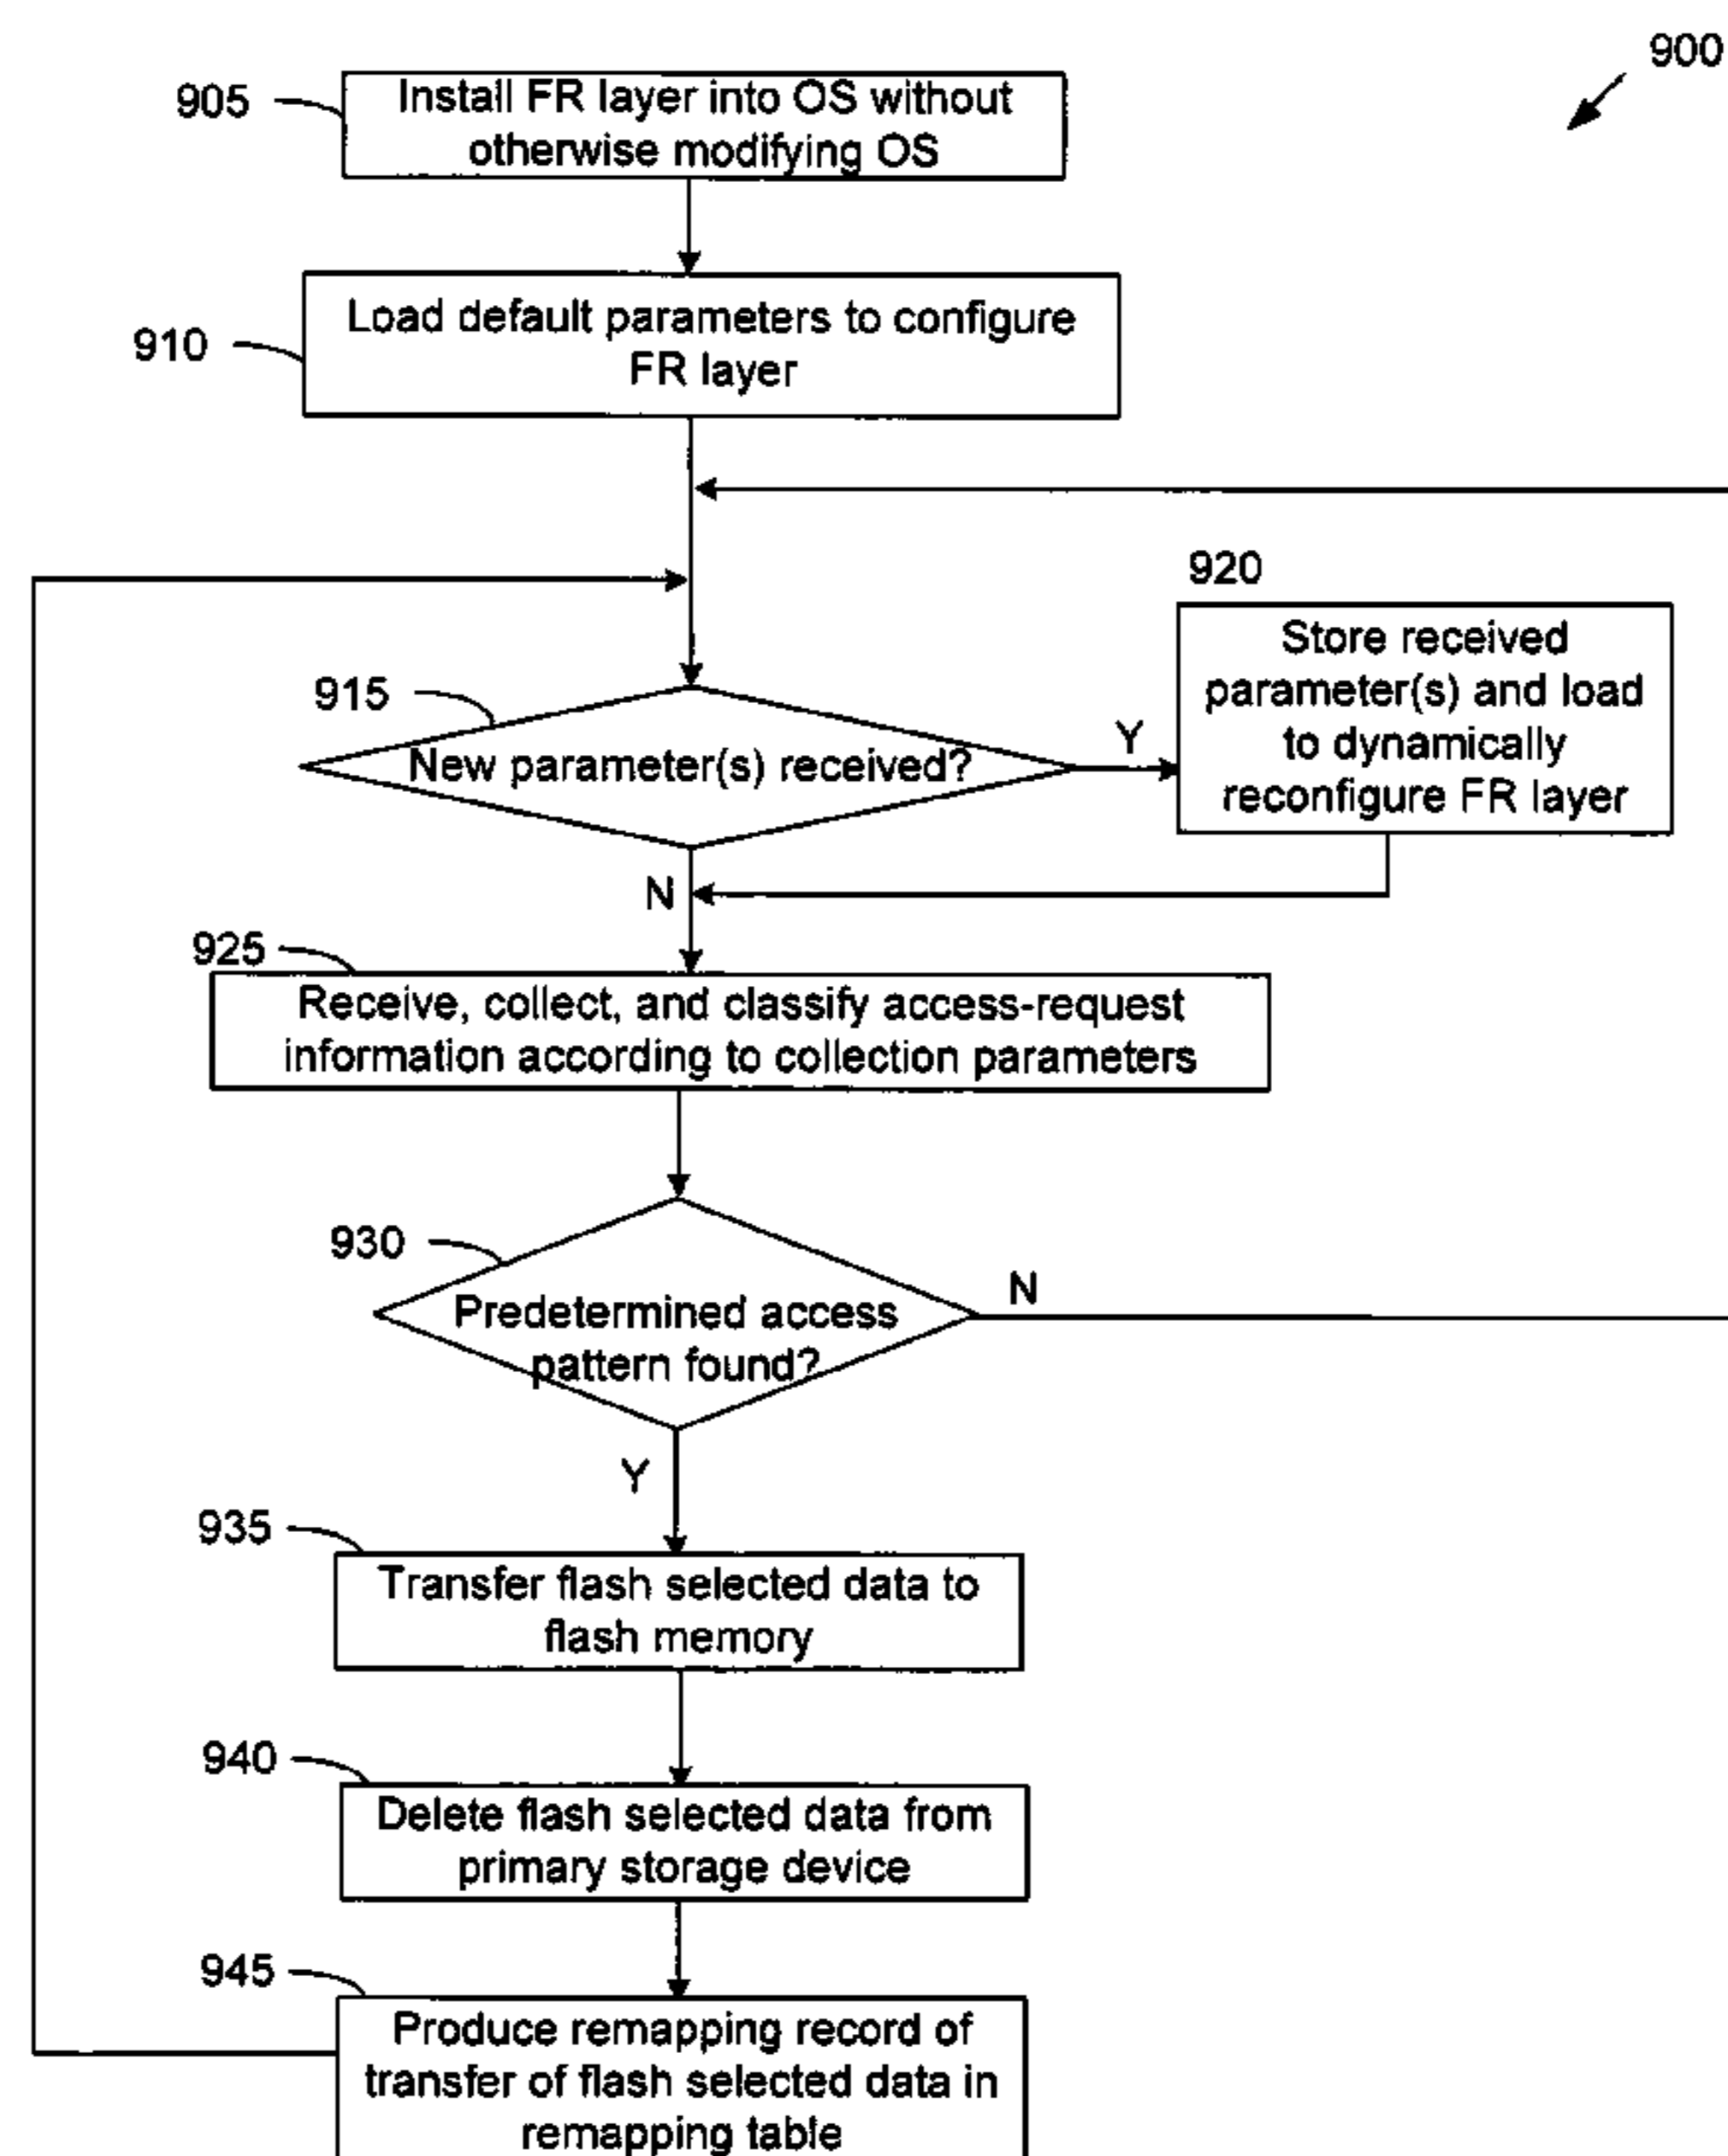 900
905
Install FR layer into OS without
otherwise modifying OS
910
Load default parameters to configure
FR layer
920
Store received
parameter(s) and load
to dynamically
reconfigure FR layer
915
New parameter(s) received?
Y
N
925
Receive, collect, and classify access-request
information according to collection parameters
930
Predetermined access
pattern found?
N
Y
935
Transfer flash selected data to
flash memory
940
Delete flash selected data from
primary storage device
945
Produce remapping record of
transfer of flash selected data in
remapping table